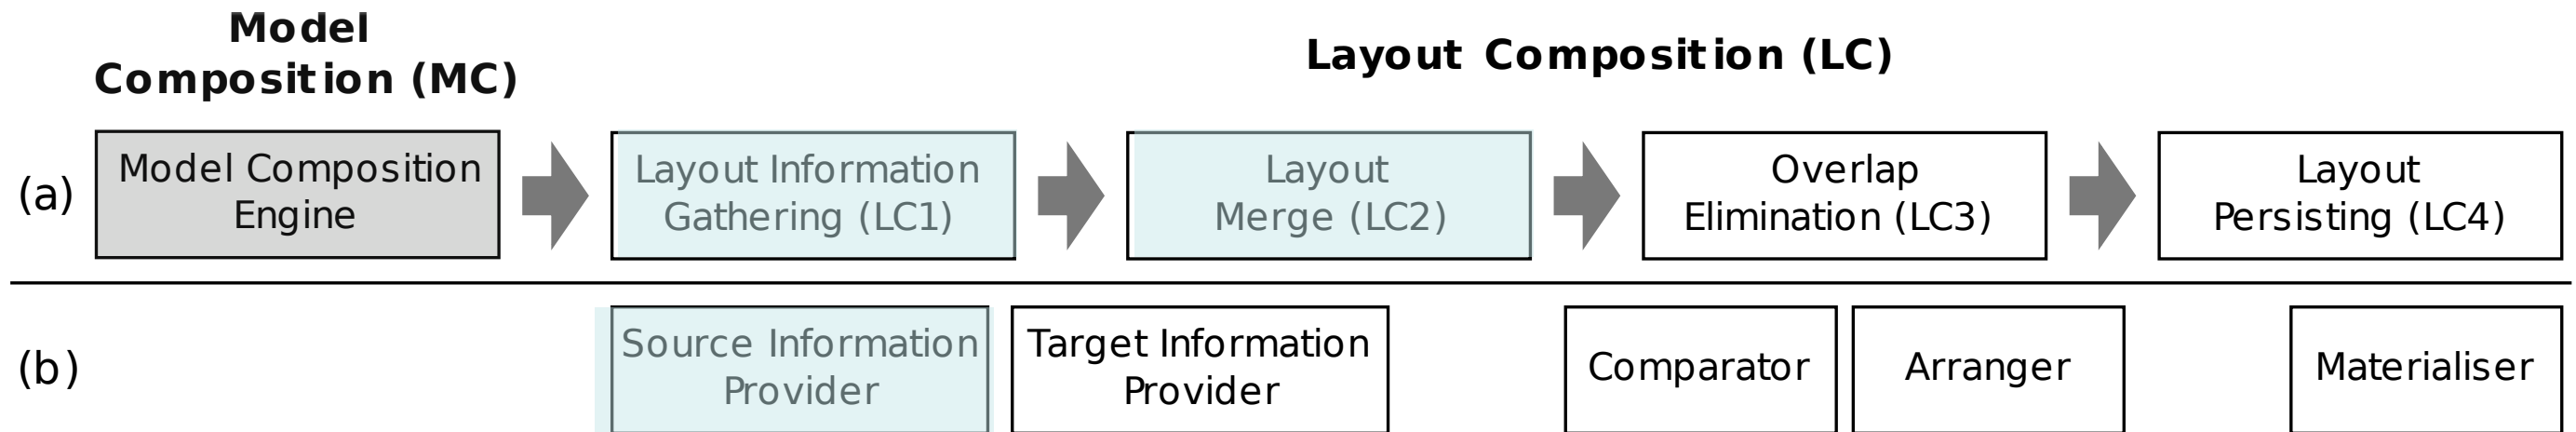 Model
Composition (MC)
Layout Composition (LC)
(a)
Model Composition
Engine
Layout Information
Gathering (LC1)
Layout
Merge (LC2)
Overlap
Elimination (LC3)
Layout
Persisting (LC4)
(b)
Source Information
Provider
Target Information
Provider
Comparator
Arranger
Materialiser